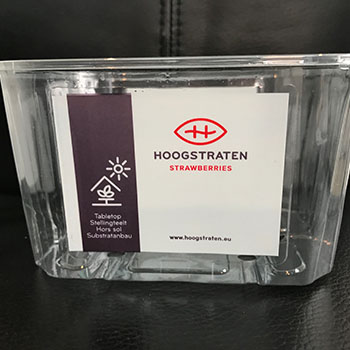 HOOGSTRATEN
STRAWBERRIES
Tabletop
Stellingteelt
Hors sol
Substratanbau
www.hoogstraten.eu